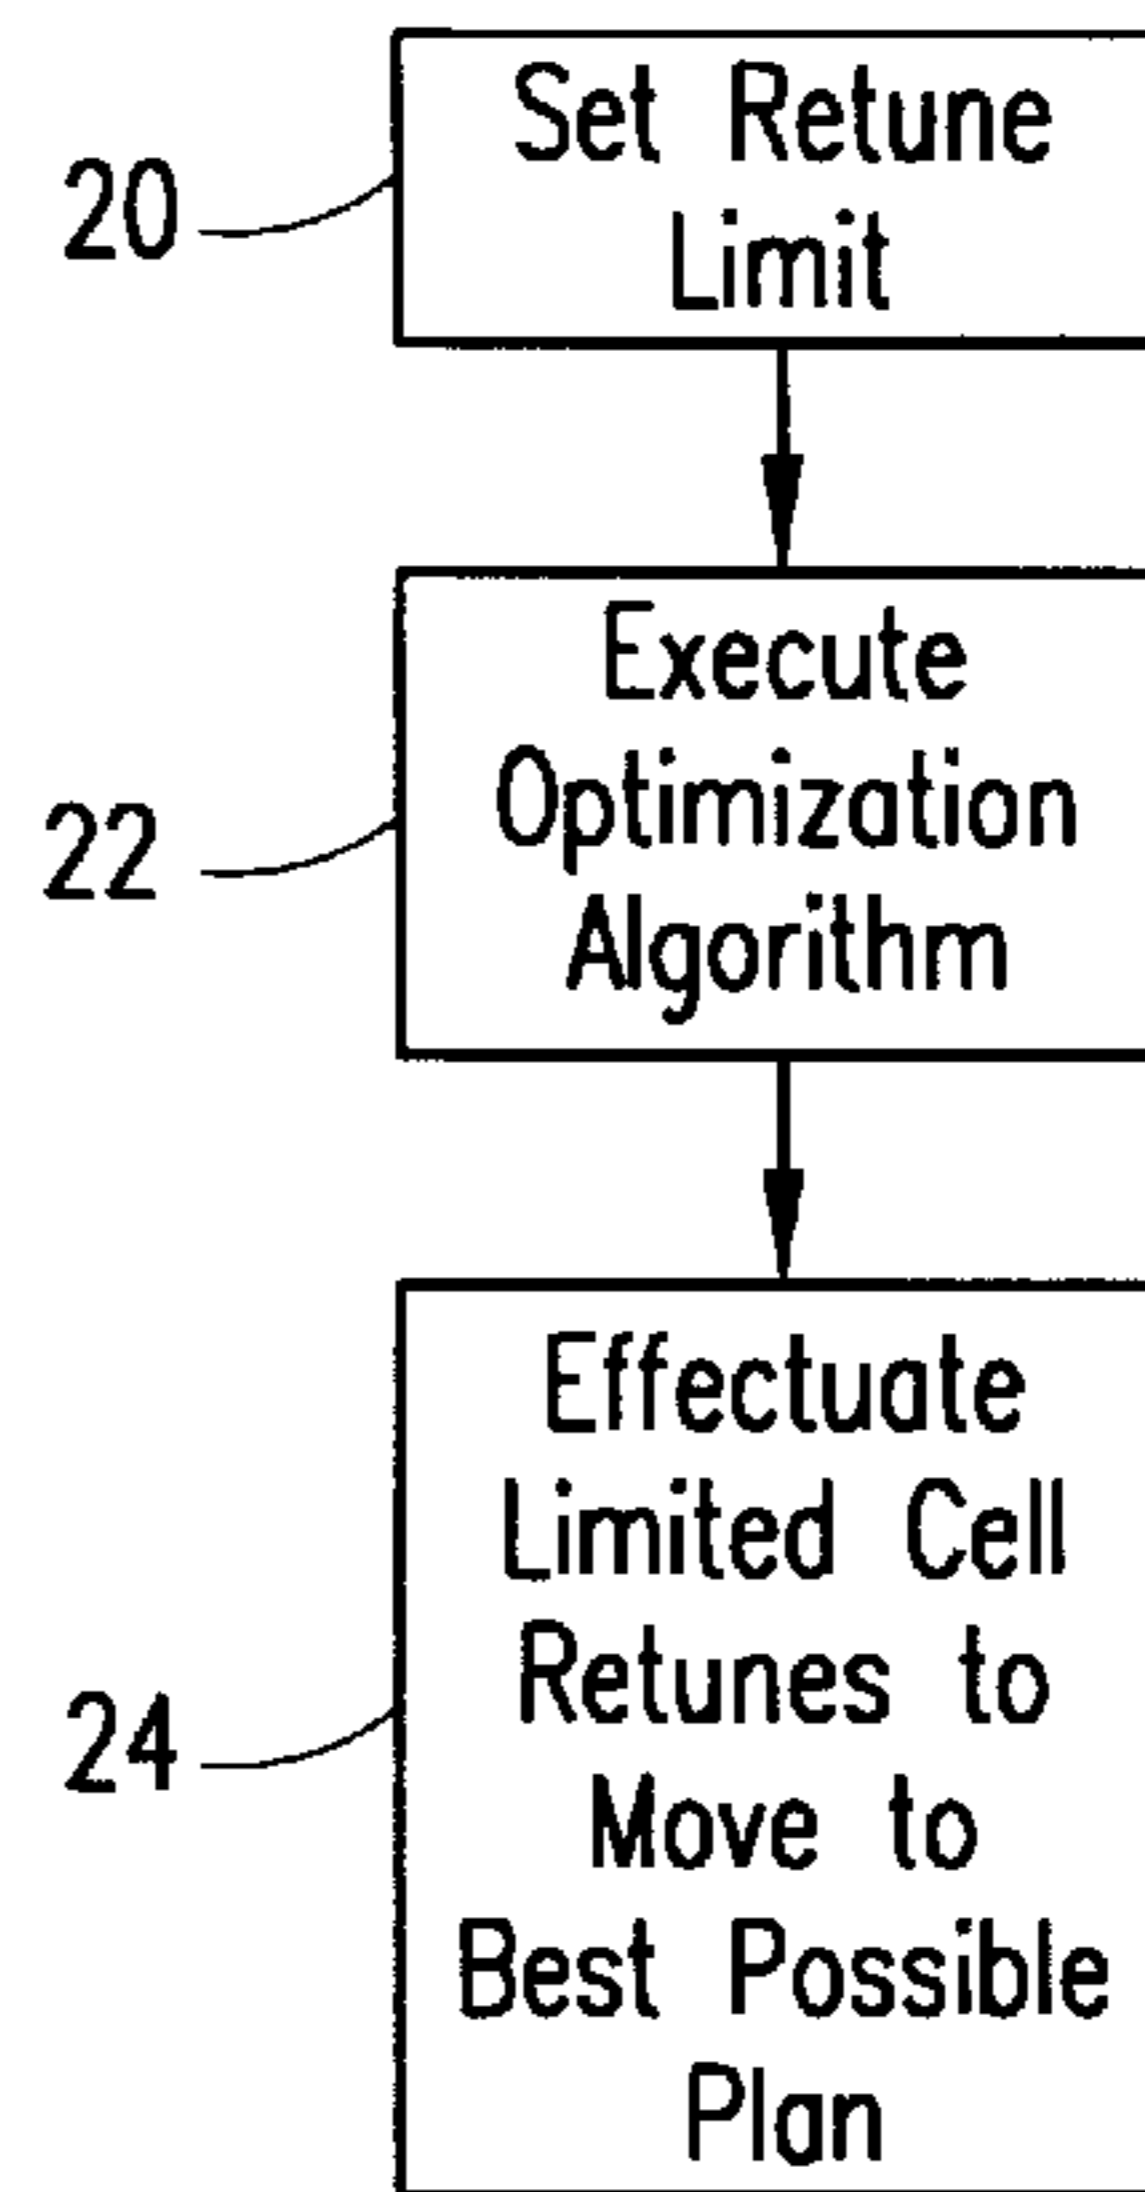 20
Set Retune
Limit
22
Execute
Optimization
Algorithm
24
Effectuate
Limited Cell
Retunes to
Move to
Best Possible
Plan